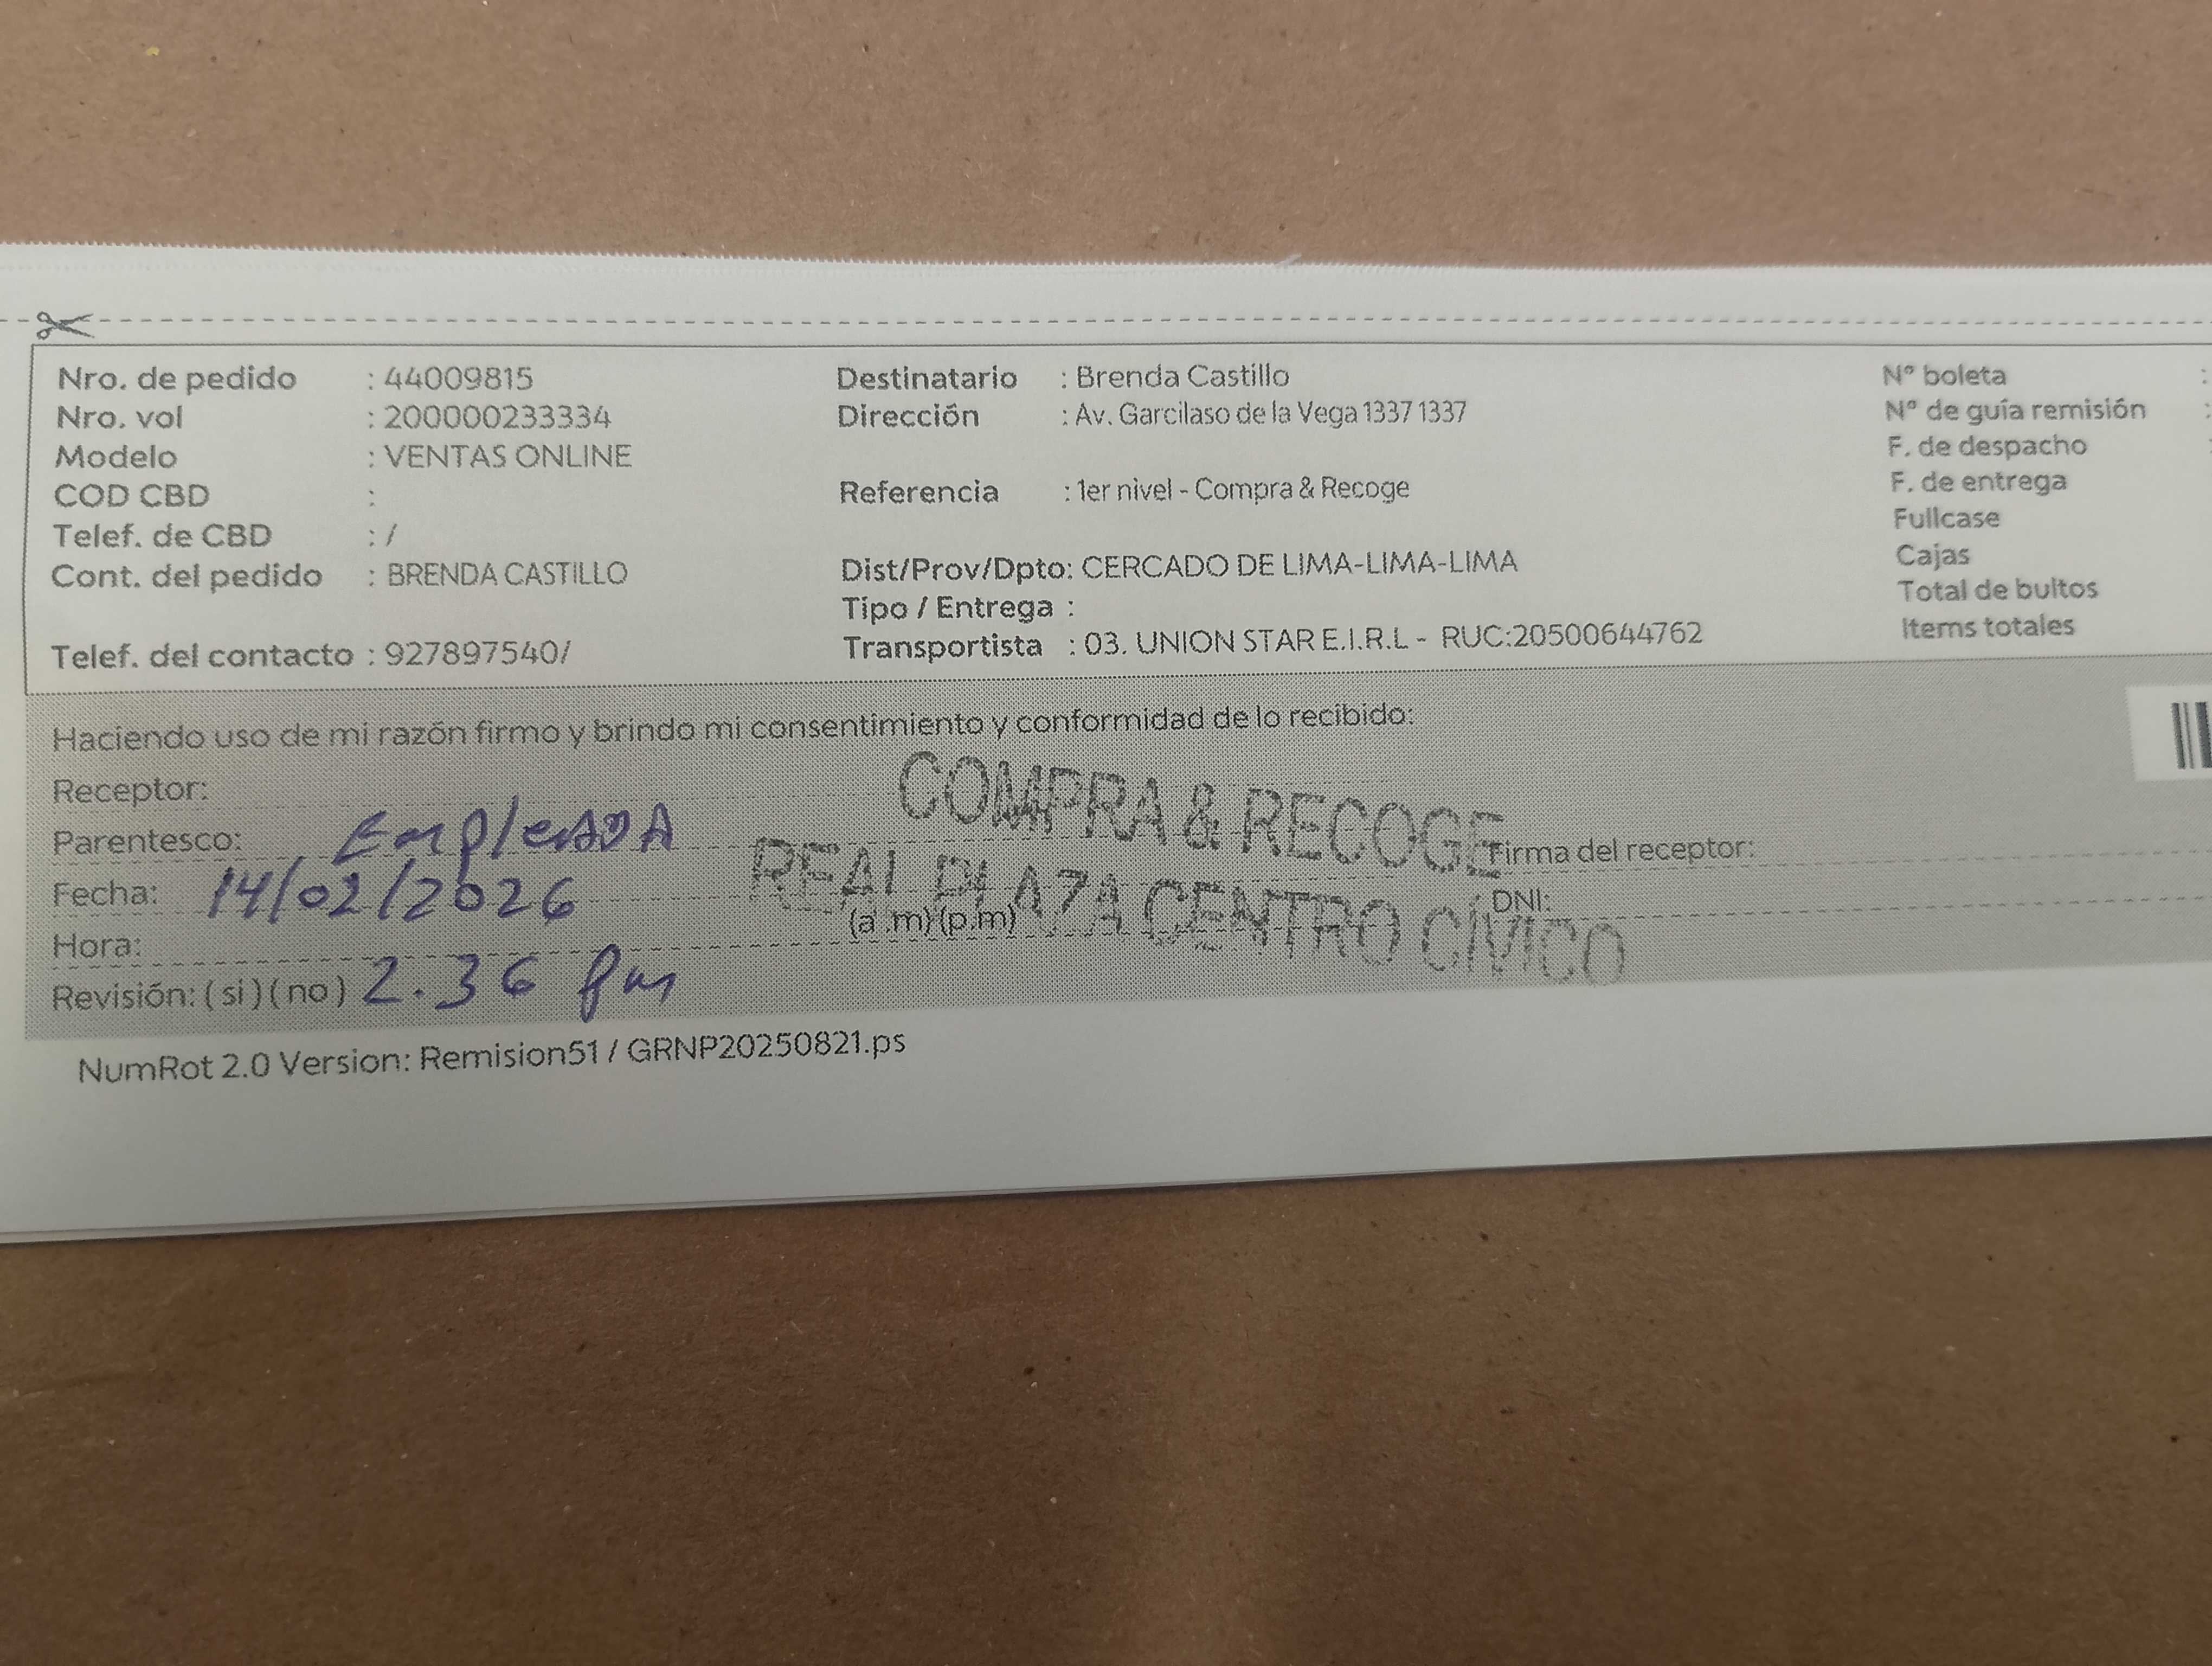 Nro. de pedido : 44009815
Nro. vol : 200000233334
Modelo : VENTAS ONLINE
COD CBD :
Telef. de CBD : /
Cont. del pedido : BRENDA CASTILLO
Telef. del contacto : 927897540/
Destinatario : Brenda Castillo
Dirección : Av. Garcilaso de la Vega 1337 1337
Referencia : 1er nivel - Compra & Recoge
Dist/Prov/Dpto: CERCADO DE LIMA-LIMA-LIMA
Tipo / Entrega :
Transportista : 03. UNION STAR E.I.R.L - RUC:20500644762
N° boleta :
N° de guía remisión :
F. de despacho :
F. de entrega
Fullcase
Cajas
Total de bultos
Items totales
Haciendo uso de mi razón firmo y brindo mi consentimiento y conformidad de lo recibido:
Receptor:
Parentesco: EmpleADA
Fecha: 14/02/2026
Hora: (a .m) (p.m)
Revisión: ( si ) ( no ) 2.36 pm
COMPRA & RECOGE
REAL PLAZA CENTRO CÍVICO
Firma del receptor:
DNI:
NumRot 2.0 Version: Remision51 / GRNP20250821.ps